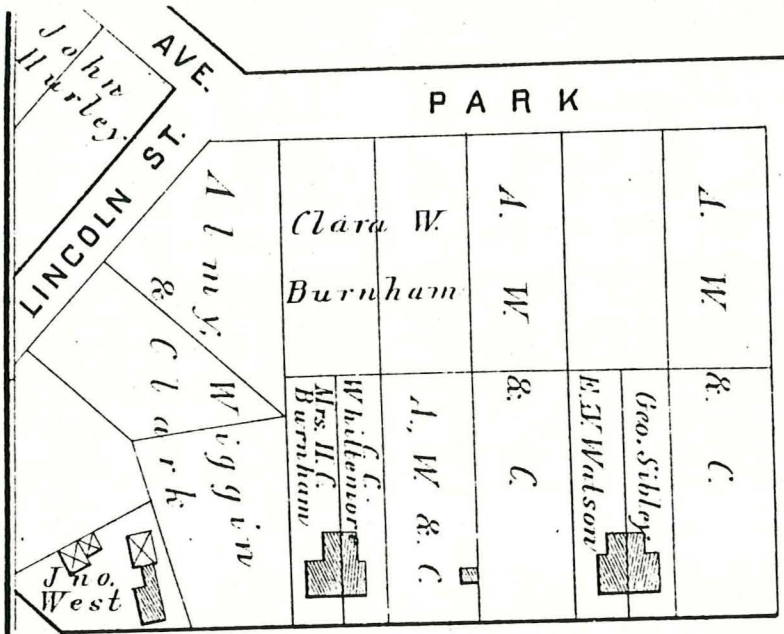 John
Hurley.
AVE.
LINCOLN ST.
PARK
Almy, Wiggin
& Clark
Clara W.
Burnham
A. W. & C.
A. W. & C.
Mrs. H. C.
Burnham
C. C.
Whittemore
A., W. & C.
E. N. Watson
Geo. Sibley.
Jno.
West